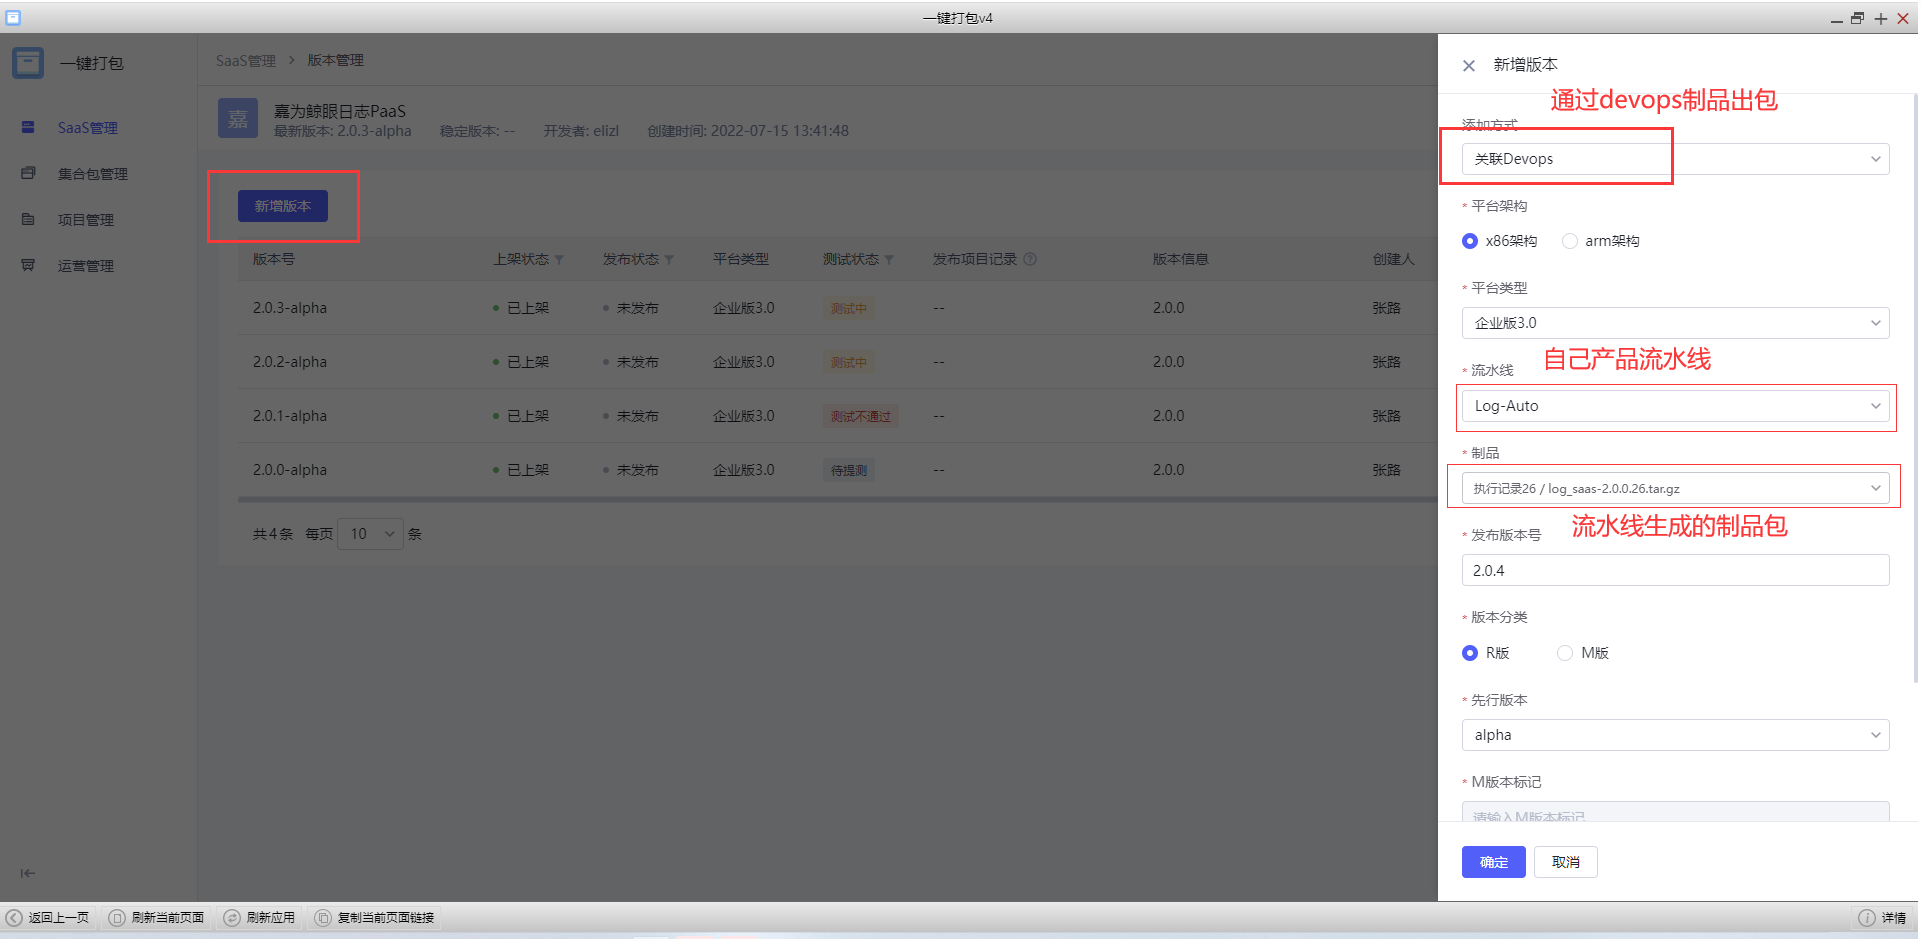 一键打包v4
一键打包
SaaS管理
集合包管理
项目管理
运营管理
SaaS管理 > 版本管理
嘉
嘉为鲸眼日志PaaS
最新版本: 2.0.3-alpha 稳定版本: -- 开发者: elizl 创建时间: 2022-07-15 13:41:48
新增版本
版本号 上架状态 发布状态 平台类型 测试状态 发布项目记录 版本信息 创建人
2.0.3-alpha 已上架 未发布 企业版3.0 测试中 -- 2.0.0 张路
2.0.2-alpha 已上架 未发布 企业版3.0 测试中 -- 2.0.0 张路
2.0.1-alpha 已上架 未发布 企业版3.0 测试不通过 -- 2.0.0 张路
2.0.0-alpha 已上架 未发布 企业版3.0 待提测 -- 2.0.0 张路
共4条 每页 10 条
新增版本
通过devops制品出包
添加方式
关联Devops
* 平台架构
x86架构 arm架构
* 平台类型
企业版3.0
自己产品流水线
* 流水线
Log-Auto
* 制品
执行记录26 / log_saas-2.0.0.26.tar.gz
流水线生成的制品包
* 发布版本号
2.0.4
* 版本分类
R版 M版
* 先行版本
alpha
* M版本标记
请输入M版本标记
确定 取消
返回上一页 刷新当前页面 刷新应用 复制当前页面链接 详情